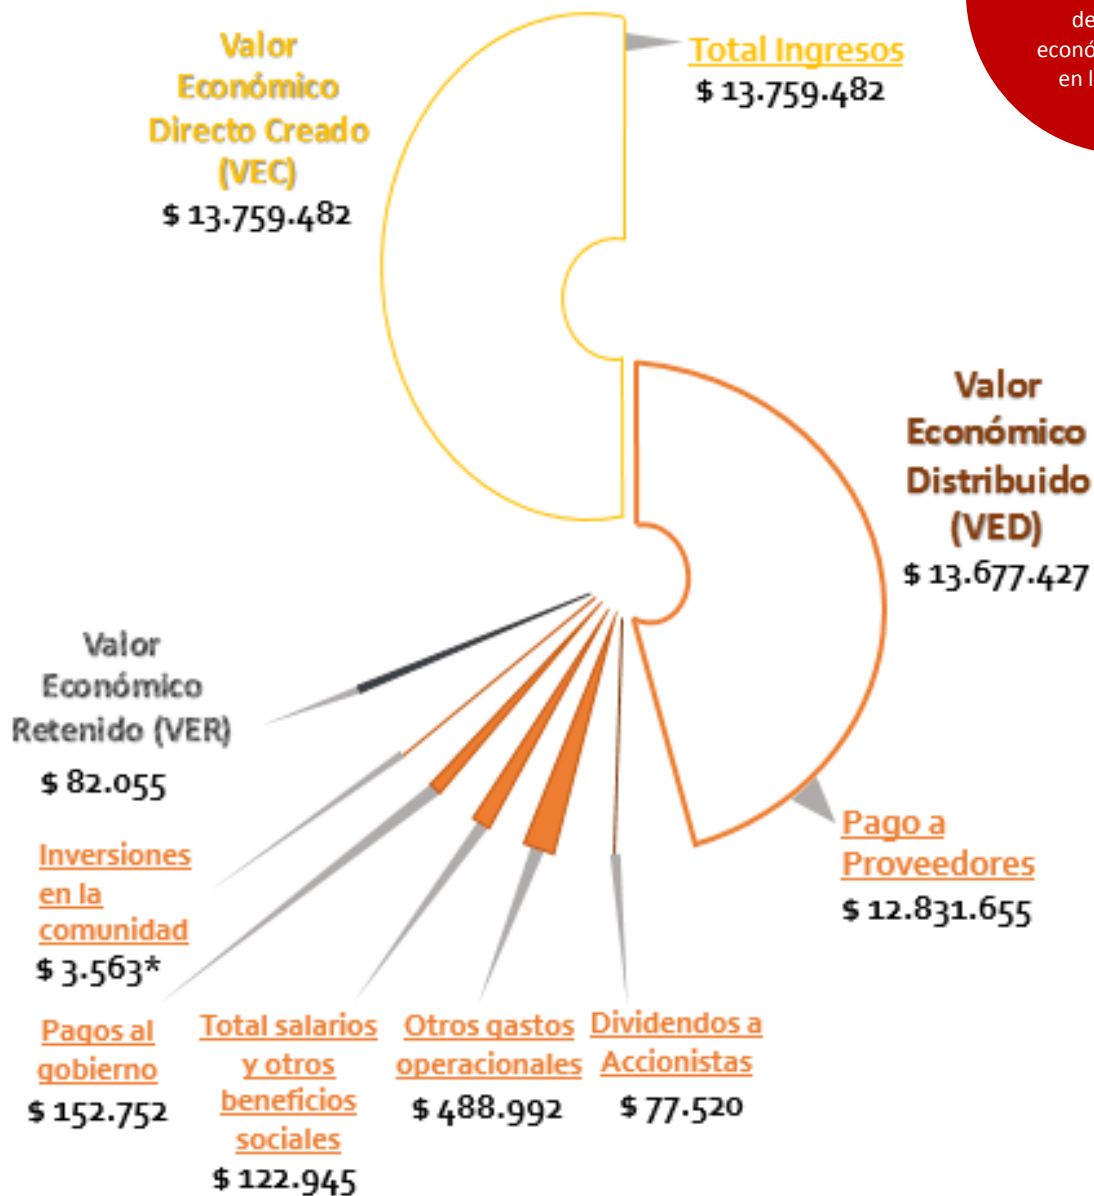 Valor
Económico
Directo Creado
(VEC)
$ 13.759.482
Total Ingresos
$ 13.759.482
en
Valor
Económico
Distribuido
(VED)
$ 13.677.427
Pago a
Proveedores
$ 12.831.655
Valor
Económico
Retenido (VER)
$ 82.055
Inversiones
en la
comunidad
$ 3.563*
Pagos al
gobierno
$ 152.752
Total salarios
y otros
beneficios
sociales
$ 122.945
Otros gastos
operacionales
$ 488.992
Dividendos a
Accionistas
$ 77.520